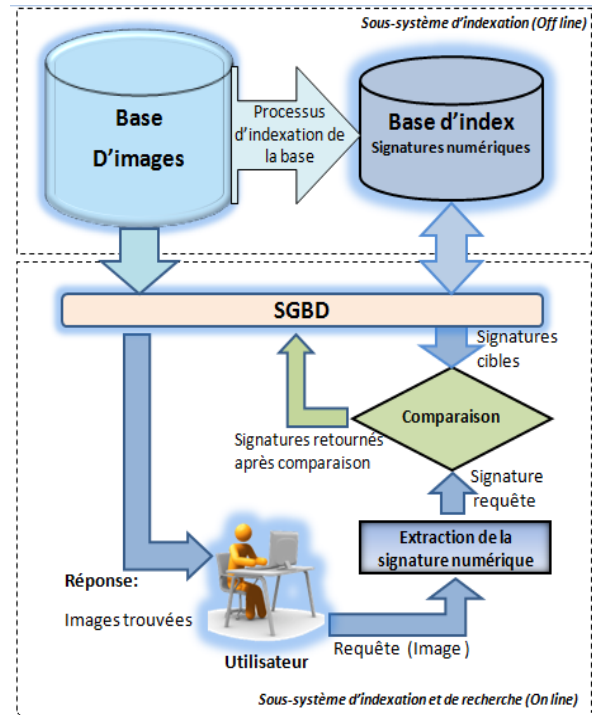 Sous-système d'indexation (Off line)
Base
D'images
Processus
d'indexation de
la base
Base d'index
Signatures numériques
SGBD
Signatures
cibles
Comparaison
Signatures retournés
après comparaison
Signature
requête
Extraction de la
signature numérique
Réponse:
Images trouvées
Utilisateur
Requête (Image )
Sous-système d'indexation et de recherche (On line)